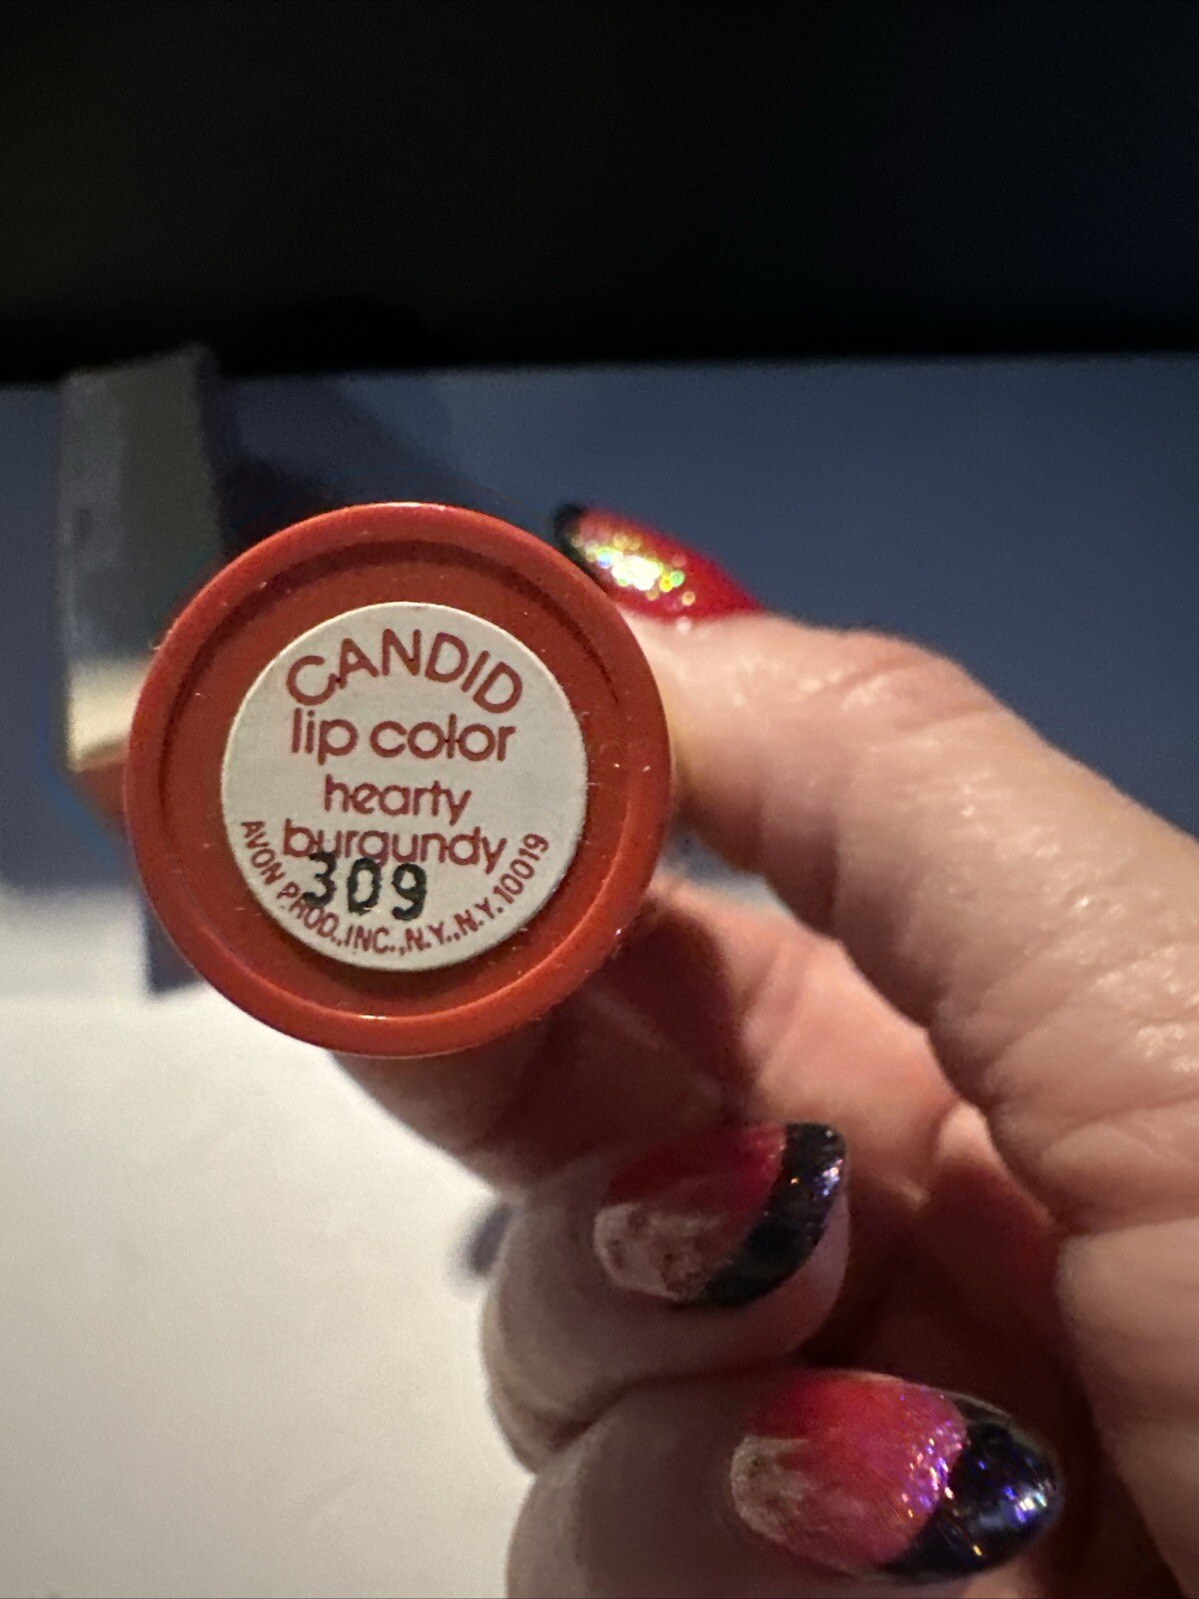 CANDID
lip color
hearty
burgundy
309
AVON PROD.,INC.,N.Y.,N.Y.10019